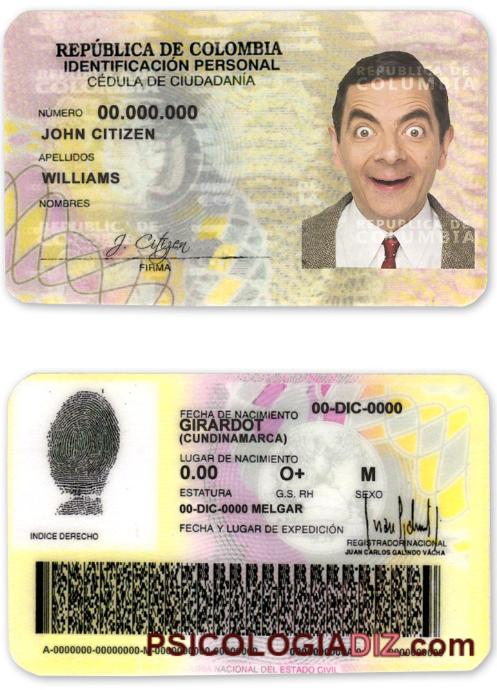 REPÚBLICA DE COLOMBIA
IDENTIFICACIÓN PERSONAL
CÉDULA DE CIUDADANÍA
NÚMERO 00.000.000
JOHN CITIZEN
APELLIDOS
WILLIAMS
NOMBRES
J. Citizen
FIRMA
REPUBLICA DE
COLUMBIA
REPUBLICA DE
COLUMBIA
FECHA DE NACIMIENTO 00-DIC-0000
GIRARDOT
(CUNDINAMARCA)
LUGAR DE NACIMIENTO
0.00 O+ M
ESTATURA G.S. RH SEXO
00-DIC-0000 MELGAR
FECHA Y LUGAR DE EXPEDICIÓN
INDICE DERECHO
REGISTRADOR NACIONAL
JUAN CARLOS GALINDO VÁCHA
PSICOLOGIADIZ.com
NACIONAL DEL ESTADO CIVIL